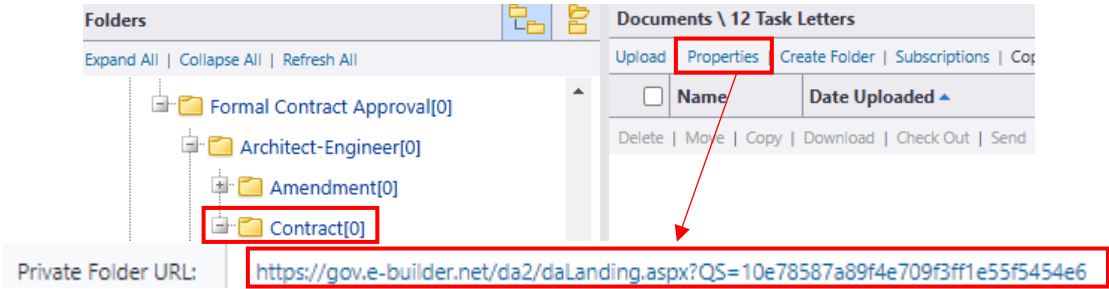 Folders
Expand All | Collapse All | Refresh All
Formal Contract Approval[0]
Architect-Engineer[0]
Amendment[0]
Contract[0]
Documents \ 12 Task Letters
Upload | Properties | Create Folder | Subscriptions | Cop
Name Date Uploaded
Delete | Move | Copy | Download | Check Out | Send
Private Folder URL: https://gov.e-builder.net/da2/daLanding.aspx?QS=10e78587a89f4e709f3ff1e55f5454e6